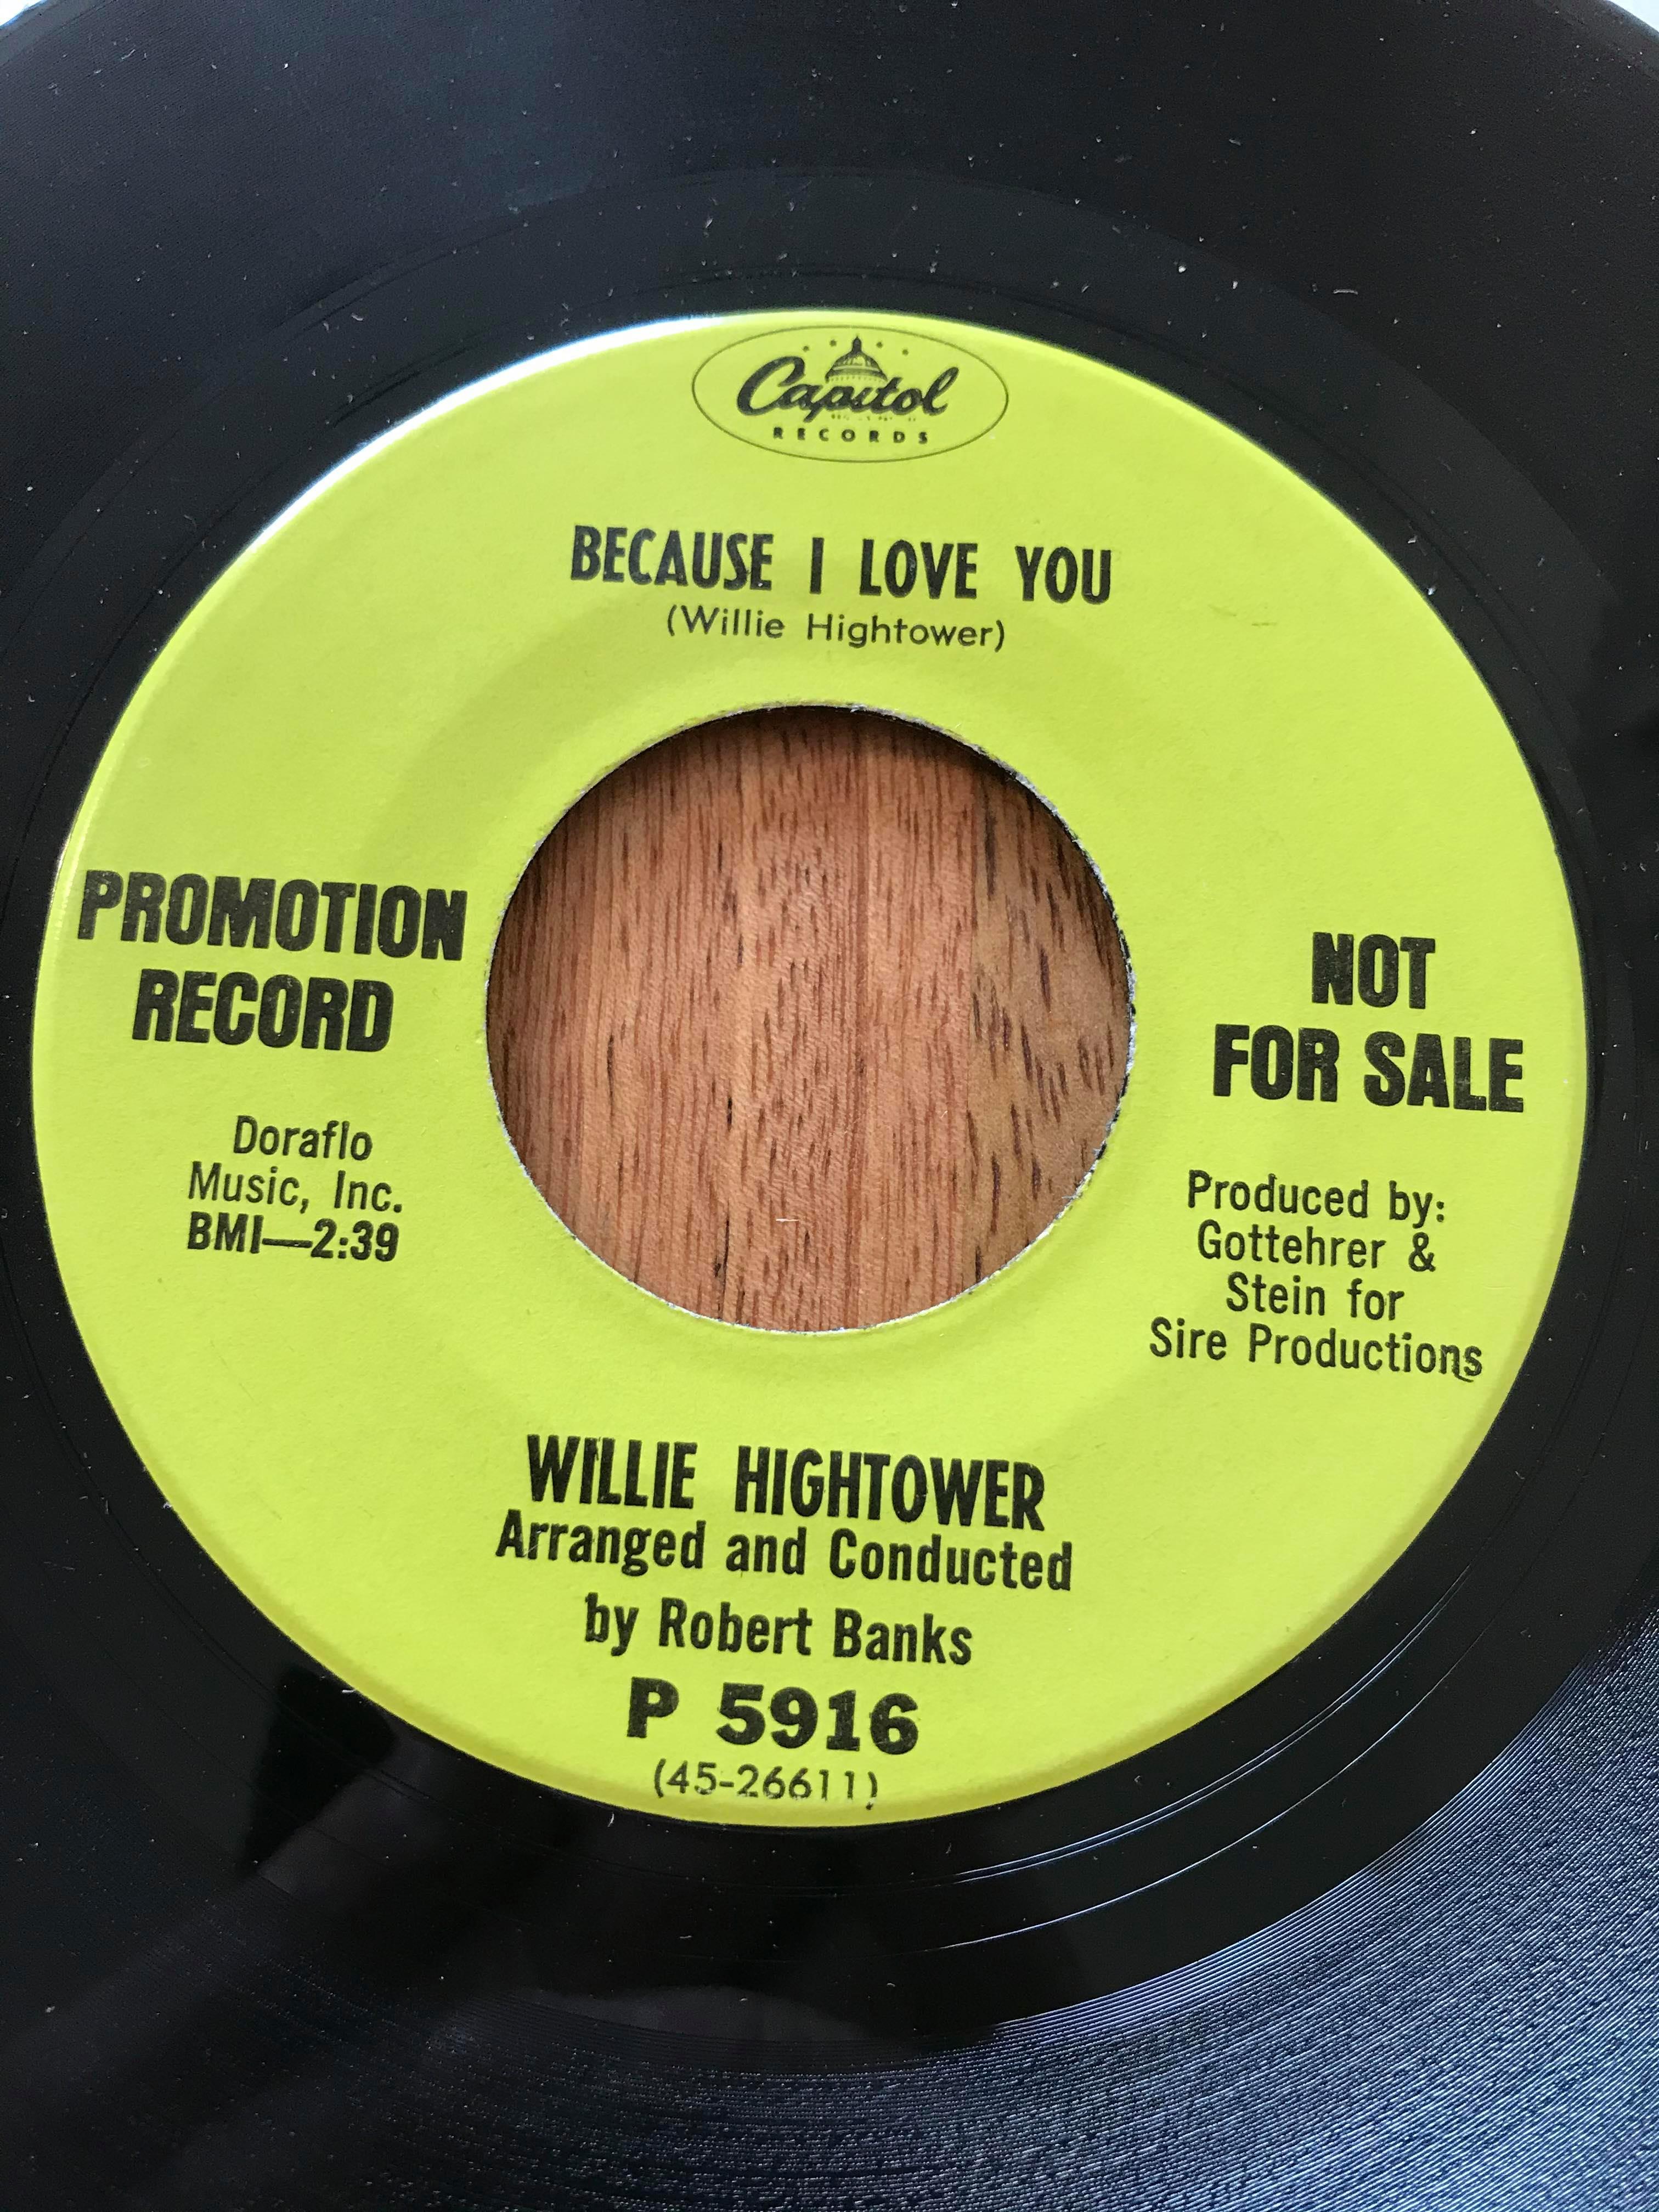 Capitol
RECORDS
BECAUSE I LOVE YOU
(Willie Hightower)
PROMOTION
RECORD
Doraflo
Music, Inc.
BMI—2:39
NOT
FOR SALE
Produced by:
Gottehrer &
Stein for
Sire Productions
WILLIE HIGHTOWER
Arranged and Conducted
by Robert Banks
P 5916
(45-26611)